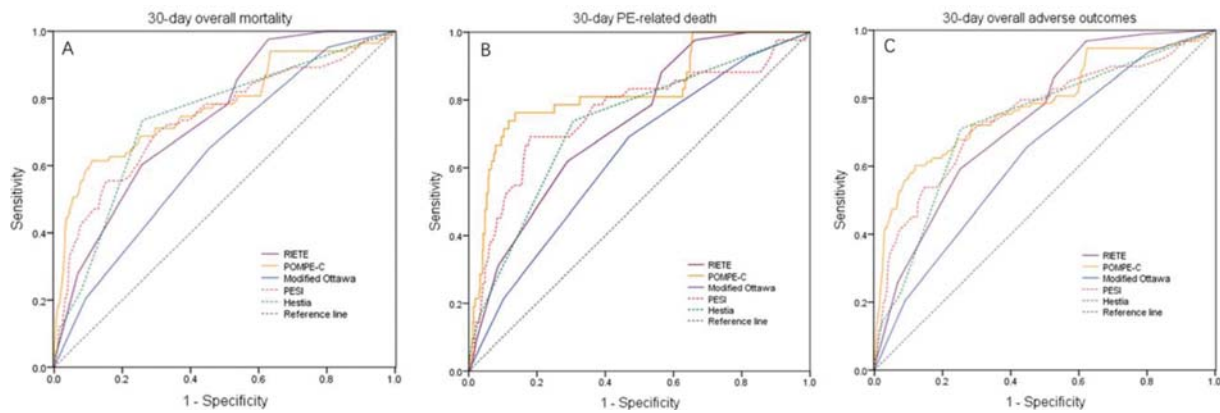 30-day overall mortality
A
1.0
0.8
0.6
0.4
0.2
0.0
Sensitivity
RIETE
POMPE-C
Modified Ottawa
PESI
Hestia
Reference line
0.0 0.2 0.4 0.6 0.8 1.0
1 - Specificity
30-day PE-related death
B
1.0
0.8
0.6
0.4
0.2
0.0
Sensitivity
RIETE
POMPE-C
Modified Ottawa
PESI
Hestia
Reference line
0.0 0.2 0.4 0.6 0.8 1.0
1 - Specificity
30-day overall adverse outcomes
C
1.0
0.8
0.6
0.4
0.2
0.0
Sensitivity
RIETE
POMPE-C
Modified Ottawa
PESI
Hestia
Reference line
0.0 0.2 0.4 0.6 0.8 1.0
1 - Specificity